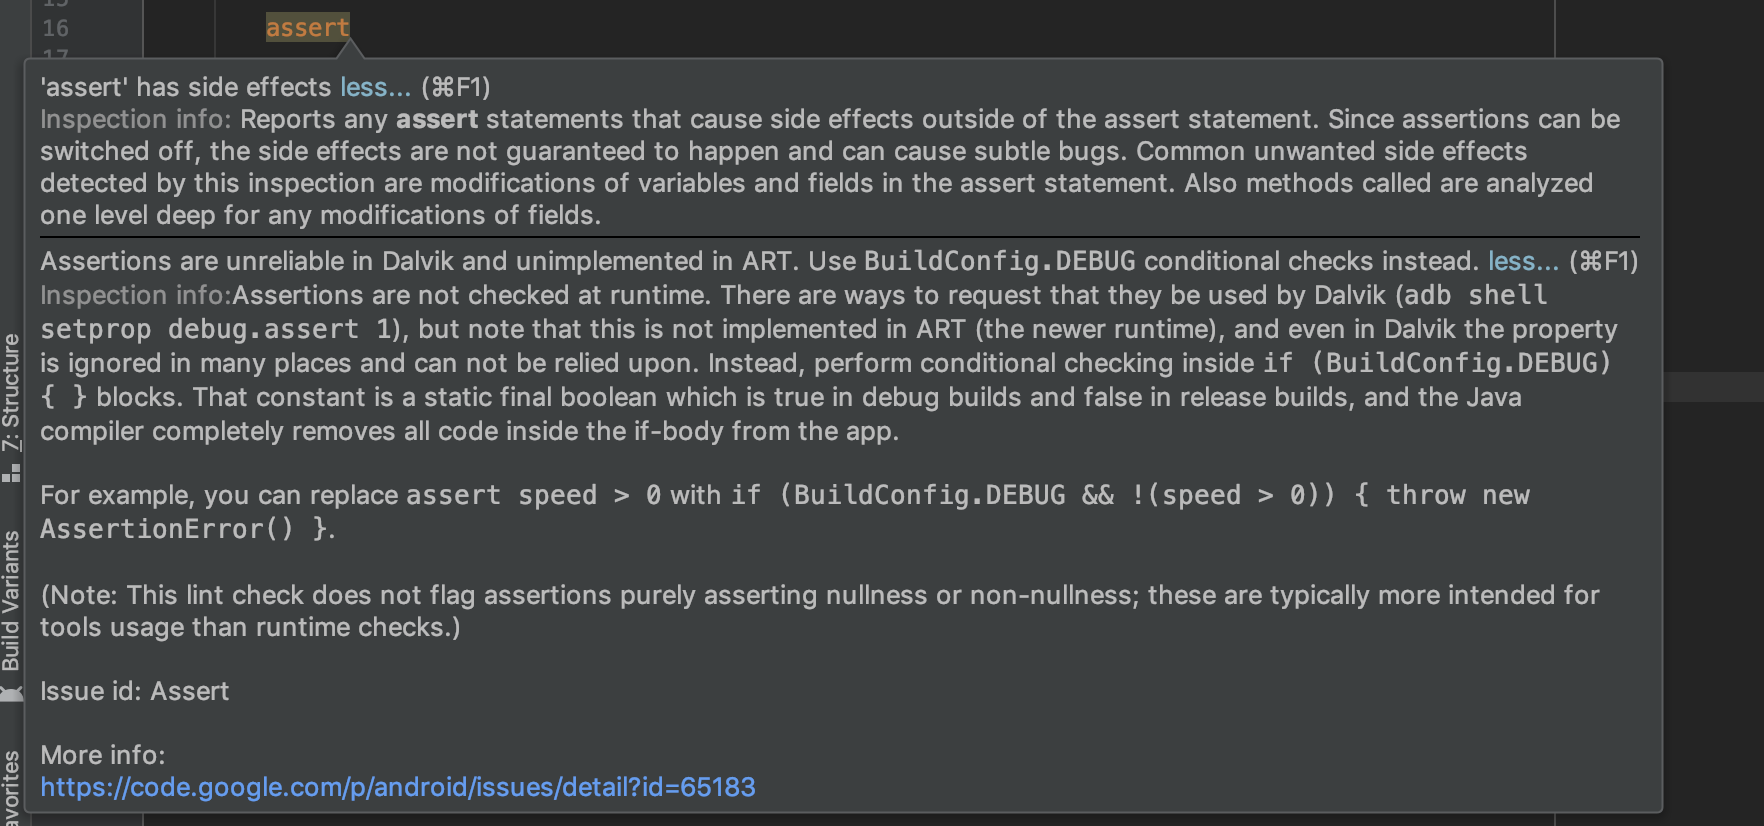 15
16 assert
17
'assert' has side effects less... (⌘F1)
Inspection info: Reports any assert statements that cause side effects outside of the assert statement. Since assertions can be
switched off, the side effects are not guaranteed to happen and can cause subtle bugs. Common unwanted side effects
detected by this inspection are modifications of variables and fields in the assert statement. Also methods called are analyzed
one level deep for any modifications of fields.
Assertions are unreliable in Dalvik and unimplemented in ART. Use BuildConfig.DEBUG conditional checks instead. less... (⌘F1)
Inspection info:Assertions are not checked at runtime. There are ways to request that they be used by Dalvik (adb shell
setprop debug.assert 1), but note that this is not implemented in ART (the newer runtime), and even in Dalvik the property
is ignored in many places and can not be relied upon. Instead, perform conditional checking inside if (BuildConfig.DEBUG)
{ } blocks. That constant is a static final boolean which is true in debug builds and false in release builds, and the Java
compiler completely removes all code inside the if-body from the app.
For example, you can replace assert speed > 0 with if (BuildConfig.DEBUG && !(speed > 0)) { throw new
AssertionError() }.
(Note: This lint check does not flag assertions purely asserting nullness or non-nullness; these are typically more intended for
tools usage than runtime checks.)
Issue id: Assert
More info:
https://code.google.com/p/android/issues/detail?id=65183
7: Structure
Build Variants
avorites